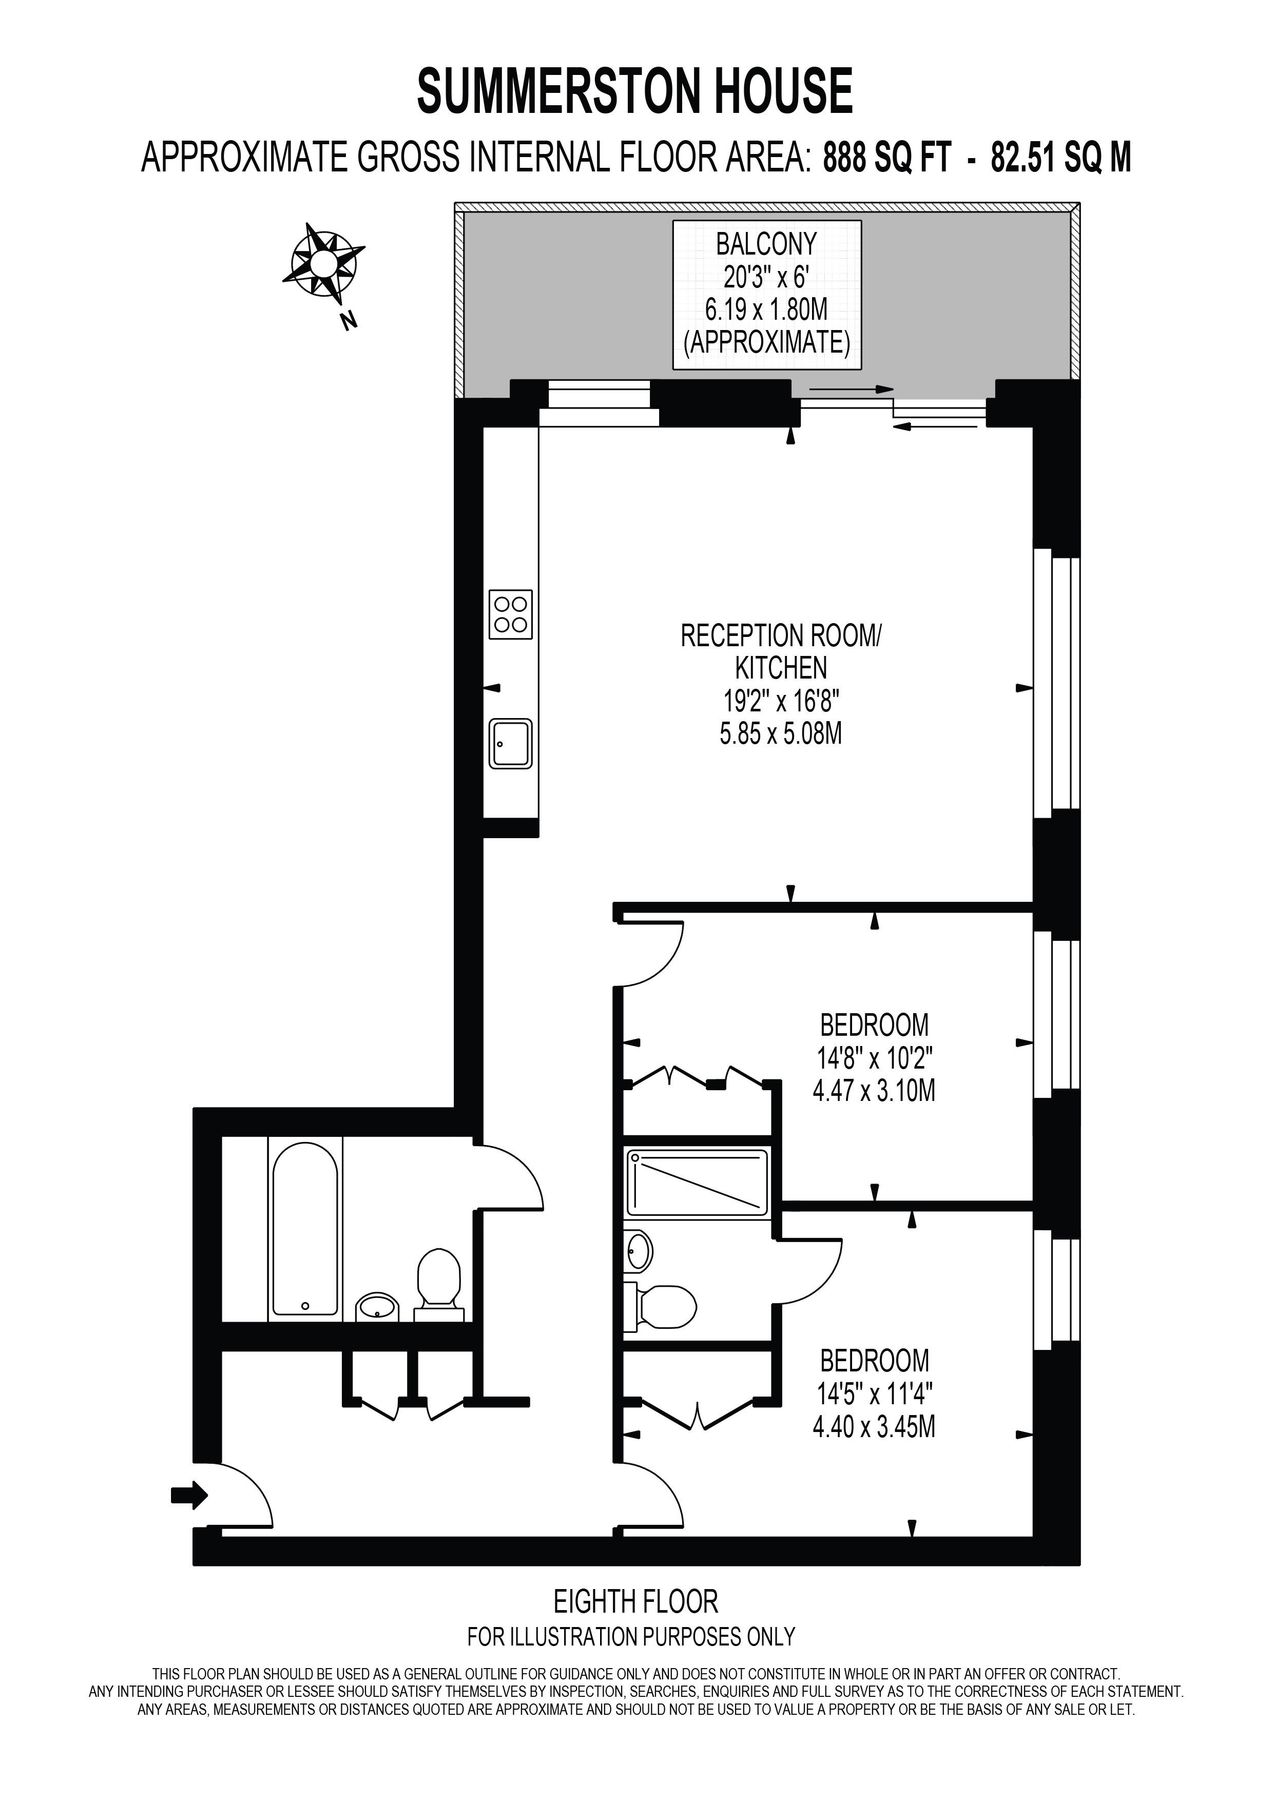 SUMMERSTON HOUSE
APPROXIMATE GROSS INTERNAL FLOOR AREA: 888 SQ FT - 82.51 SQ M
BALCONY
20'3" x 6'
6.19 x 1.80M
(APPROXIMATE)
N
RECEPTION ROOM/
KITCHEN
19'2" x 16'8"
5.85 x 5.08M
BEDROOM
14'8" x 10'2"
4.47 x 3.10M
BEDROOM
14'5" x 11'4"
4.40 x 3.45M
EIGHTH FLOOR
FOR ILLUSTRATION PURPOSES ONLY
THIS FLOOR PLAN SHOULD BE USED AS A GENERAL OUTLINE FOR GUIDANCE ONLY AND DOES NOT CONSTITUTE IN WHOLE OR IN PART AN OFFER OR CONTRACT.
ANY INTENDING PURCHASER OR LESSEE SHOULD SATISFY THEMSELVES BY INSPECTION, SEARCHES, ENQUIRIES AND FULL SURVEY AS TO THE CORRECTNESS OF EACH STATEMENT.
ANY AREAS, MEASUREMENTS OR DISTANCES QUOTED ARE APPROXIMATE AND SHOULD NOT BE USED TO VALUE A PROPERTY OR BE THE BASIS OF ANY SALE OR LET.